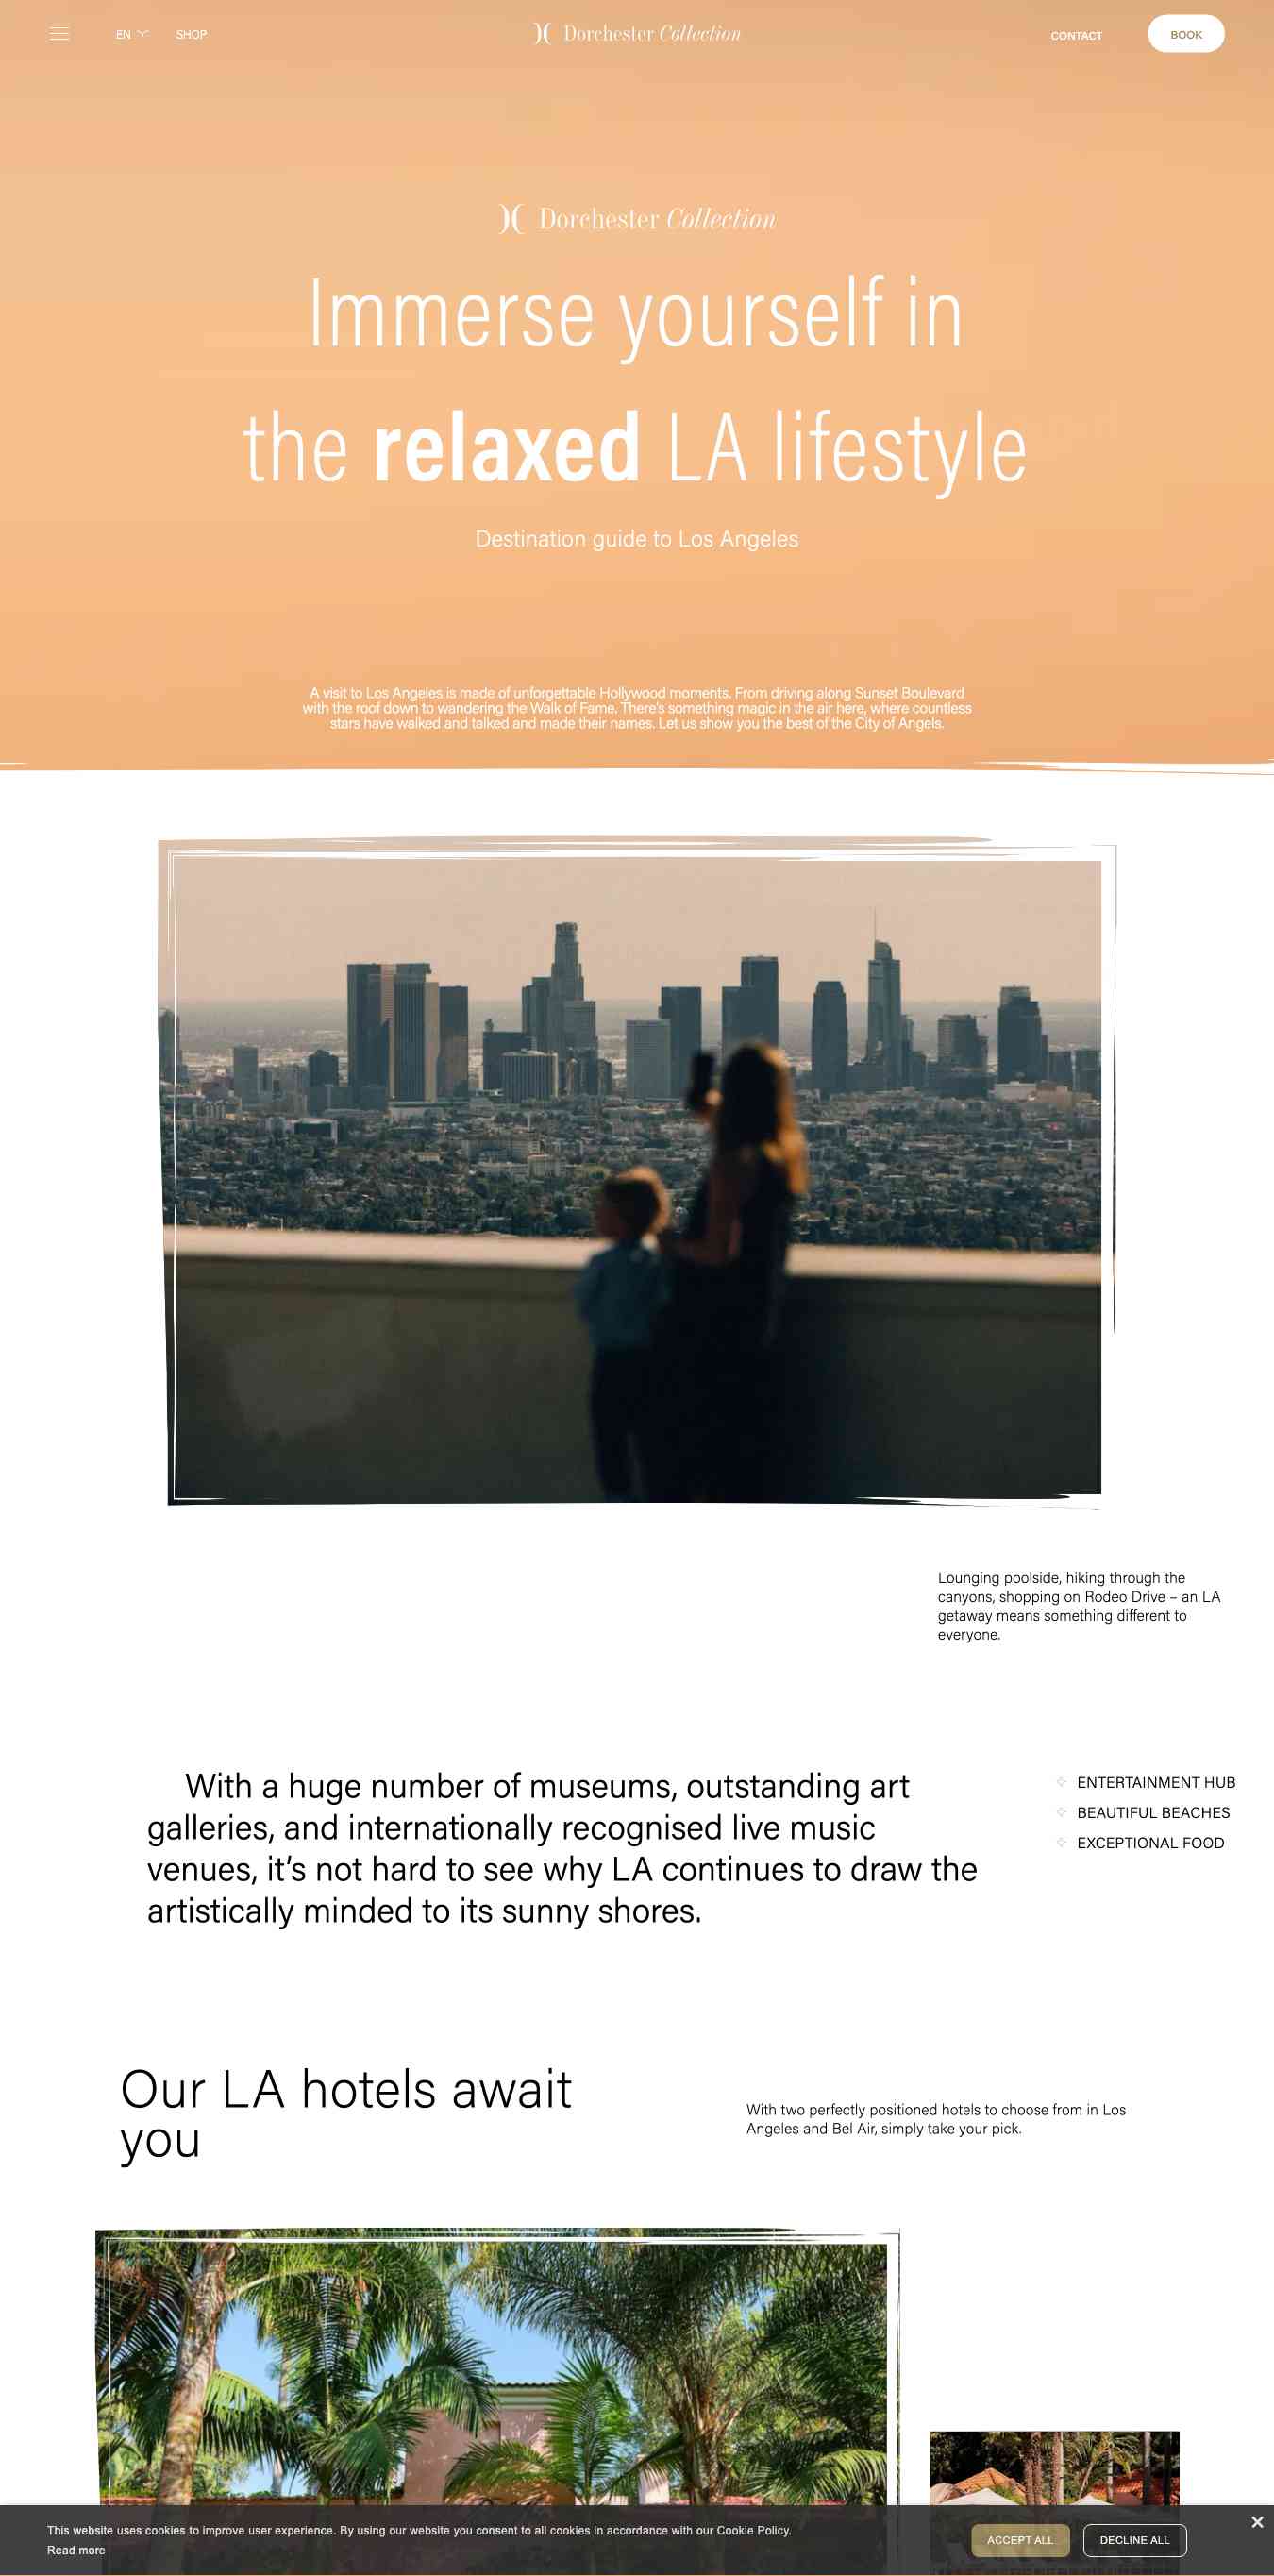 EN
SHOP
Dorchester Collection
CONTACT
BOOK
Dorchester Collection
Immerse yourself in
the relaxed LA lifestyle
Destination guide to Los Angeles
A visit to Los Angeles is made of unforgettable Hollywood moments. From driving along Sunset Boulevard
with the roof down to wandering the Walk of Fame. There's something magic in the air here, where countless
stars have walked and talked and made their names. Let us show you the best of the City of Angels.
Lounging poolside, hiking through the
canyons, shopping on Rodeo Drive – an LA
getaway means something different to
everyone.
With a huge number of museums, outstanding art
galleries, and internationally recognised live music
venues, it’s not hard to see why LA continues to draw the
artistically minded to its sunny shores.
ENTERTAINMENT HUB
BEAUTIFUL BEACHES
EXCEPTIONAL FOOD
Our LA hotels await
you
With two perfectly positioned hotels to choose from in Los
Angeles and Bel Air, simply take your pick.
This website uses cookies to improve user experience. By using our website you consent to all cookies in accordance with our Cookie Policy.
Read more
ACCEPT ALL
DECLINE ALL